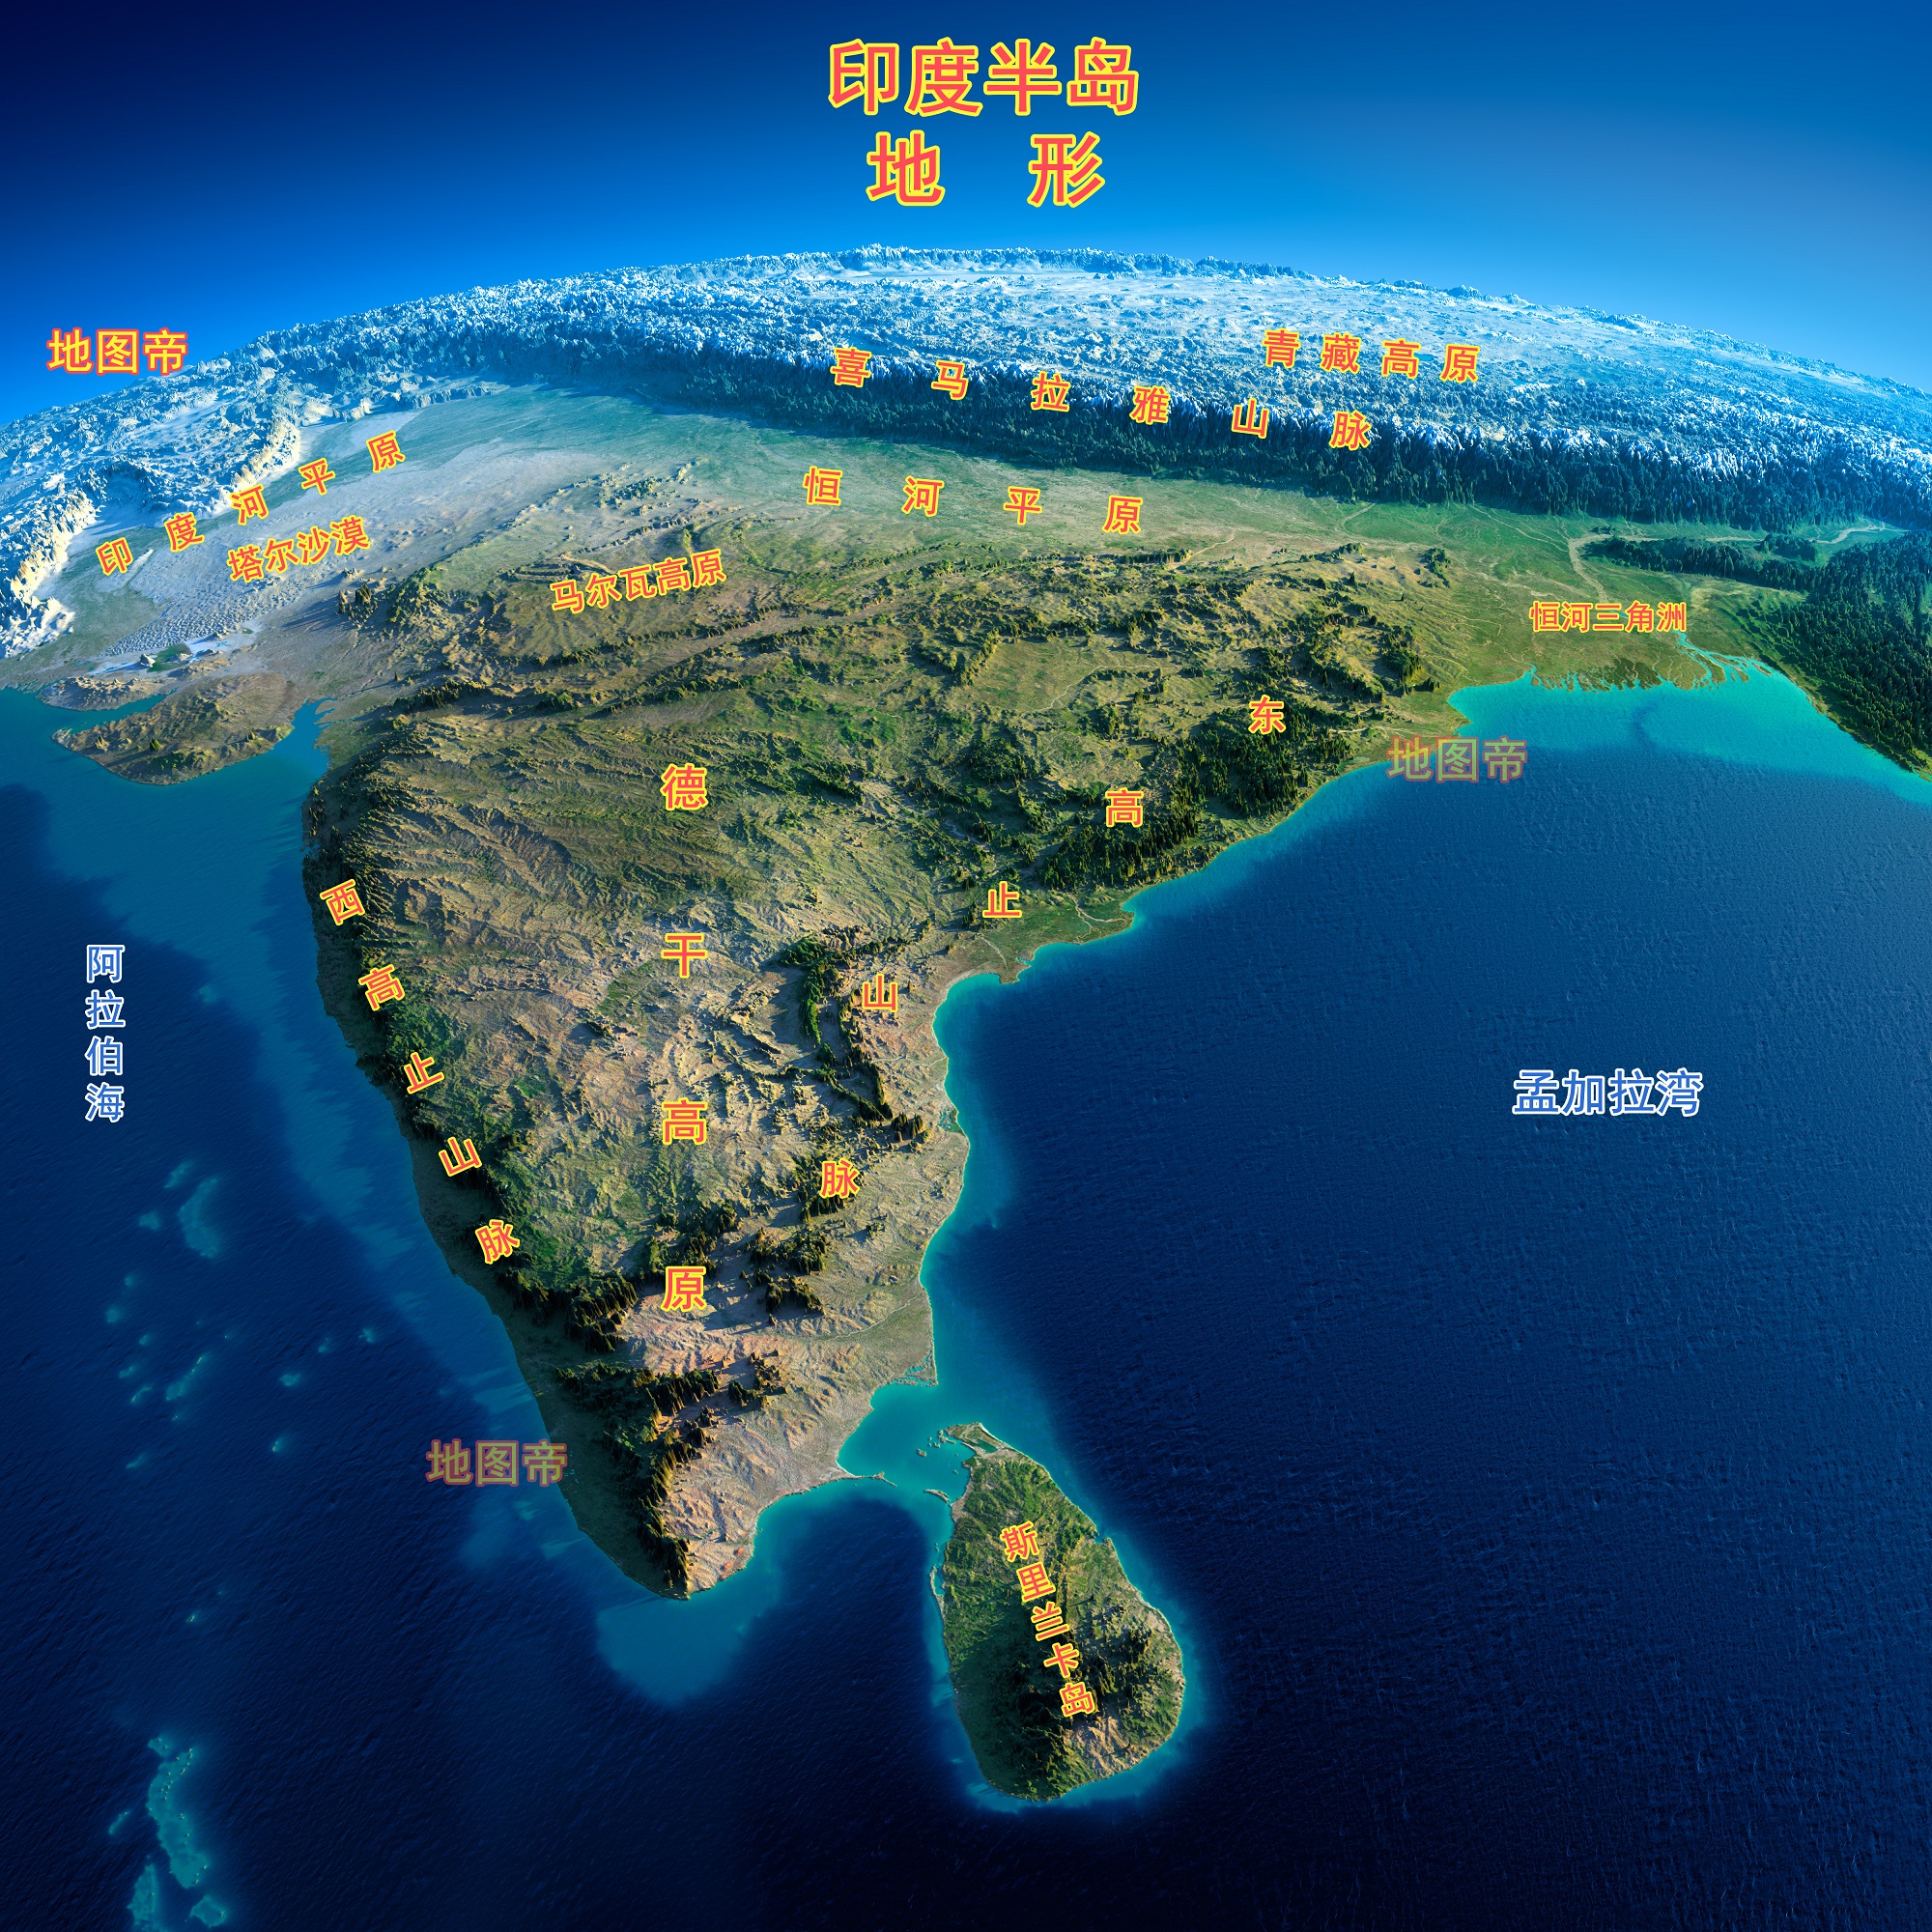 印度半岛
地形
地图帝
青藏高原
喜马拉雅山脉
印度河平原
恒河平原
塔尔沙漠
马尔瓦高原
恒河三角洲
东高止山脉
地图帝
德干高原
西高止山脉
阿拉伯海
孟加拉湾
地图帝
斯里兰卡岛